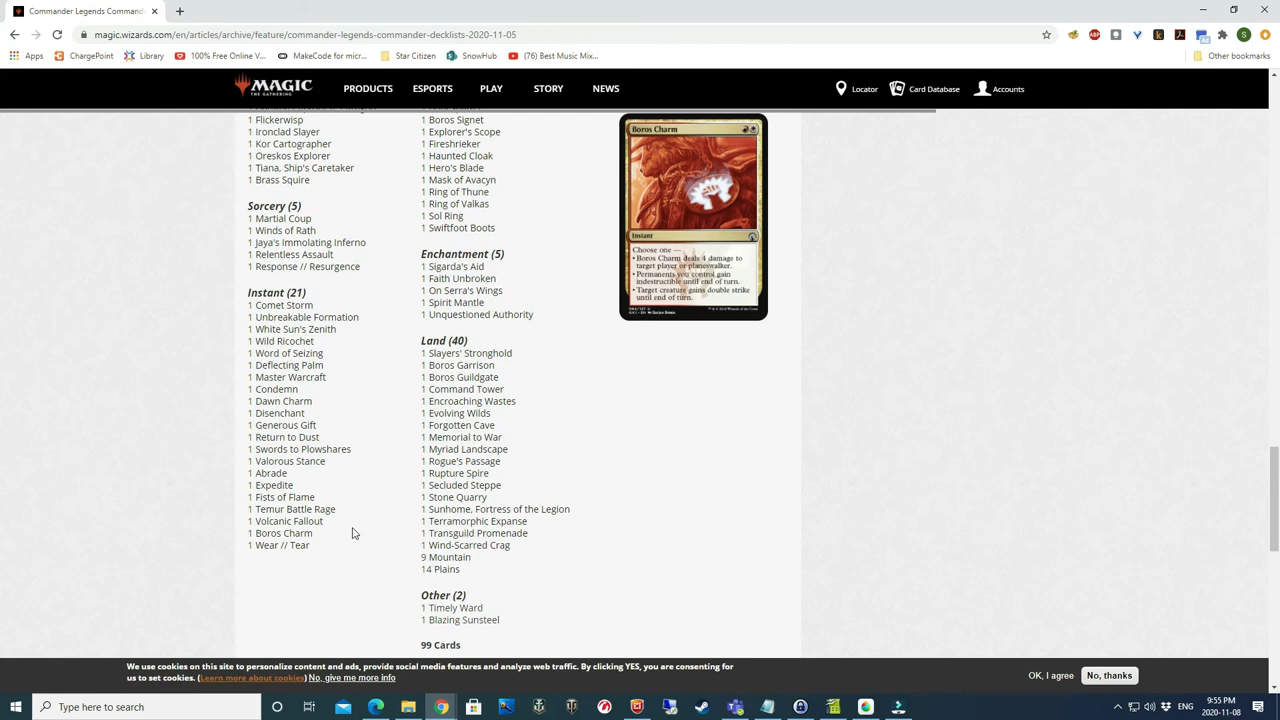 Commander Legends Comman
magic.wizards.com/en/articles/archive/feature/commander-legends-commander-decklists-2020-11-05
Apps
ChargePoint
Library
100% Free Online V...
MakeCode for micr...
Star Citizen
SnowHub
(76) Best Music Mix...
Other bookmarks
MAGIC
THE GATHERING
PRODUCTS
ESPORTS
PLAY
STORY
NEWS
Locator
Card Database
Accounts
1 Flickerwisp
1 Ironclad Slayer
1 Kor Cartographer
1 Oreskos Explorer
1 Tiana, Ship's Caretaker
1 Brass Squire
Sorcery (5)
1 Martial Coup
1 Winds of Rath
1 Jaya's Immolating Inferno
1 Relentless Assault
1 Response // Resurgence
Instant (21)
1 Comet Storm
1 Unbreakable Formation
1 White Sun's Zenith
1 Wild Ricochet
1 Word of Seizing
1 Deflecting Palm
1 Master Warcraft
1 Condemn
1 Dawn Charm
1 Disenchant
1 Generous Gift
1 Return to Dust
1 Swords to Plowshares
1 Valorous Stance
1 Abrade
1 Expedite
1 Fists of Flame
1 Temur Battle Rage
1 Volcanic Fallout
1 Boros Charm
1 Wear // Tear
1 Boros Signet
1 Explorer's Scope
1 Fireshrieker
1 Haunted Cloak
1 Hero's Blade
1 Mask of Avacyn
1 Ring of Thune
1 Ring of Valkas
1 Sol Ring
1 Swiftfoot Boots
Enchantment (5)
1 Sigarda's Aid
1 Faith Unbroken
1 On Serra's Wings
1 Spirit Mantle
1 Unquestioned Authority
Land (40)
1 Slayers' Stronghold
1 Boros Garrison
1 Boros Guildgate
1 Command Tower
1 Encroaching Wastes
1 Evolving Wilds
1 Forgotten Cave
1 Memorial to War
1 Myriad Landscape
1 Rogue's Passage
1 Rupture Spire
1 Secluded Steppe
1 Stone Quarry
1 Sunhome, Fortress of the Legion
1 Terramorphic Expanse
1 Transguild Promenade
1 Wind-Scarred Crag
9 Mountain
14 Plains
Other (2)
1 Timely Ward
1 Blazing Sunsteel
99 Cards
Boros Charm
Instant
Choose one —
• Boros Charm deals 4 damage to
target player or planeswalker.
• Permanents you control gain
indestructible until end of turn.
• Target creature gains double strike
until end of turn.
We use cookies on this site to personalize content and ads, provide social media features and analyze web traffic. By clicking YES, you are consenting for
us to set cookies. (Learn more about cookies) No, give me more info
OK, I agree
No, thanks
Type here to search
9:55 PM
2020-11-08